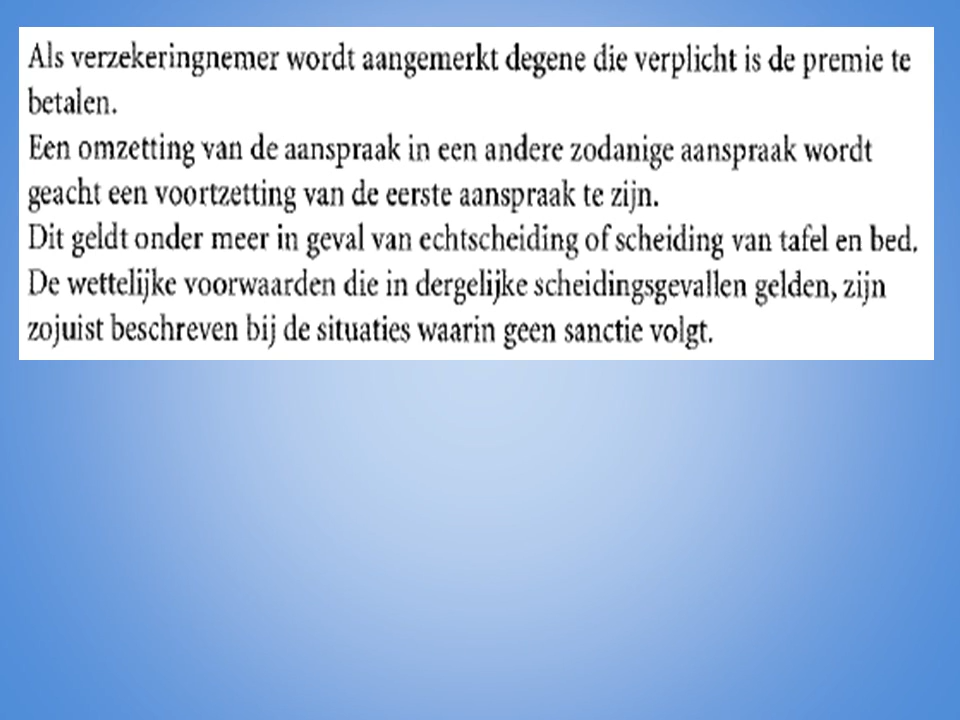 Als verzekeringnemer wordt aangemerkt degene die verplicht is de premie te
betalen.
Een omzetting van de aanspraak in een andere zodanige aanspraak wordt
geacht een voortzetting van de eerste aanspraak te zijn.
Dit geldt onder meer in geval van echtscheiding of scheiding van tafel en bed.
De wettelijke voorwaarden die in dergelijke scheidingsgevallen gelden, zijn
zojuist beschreven bij de situaties waarin geen sanctie volgt.